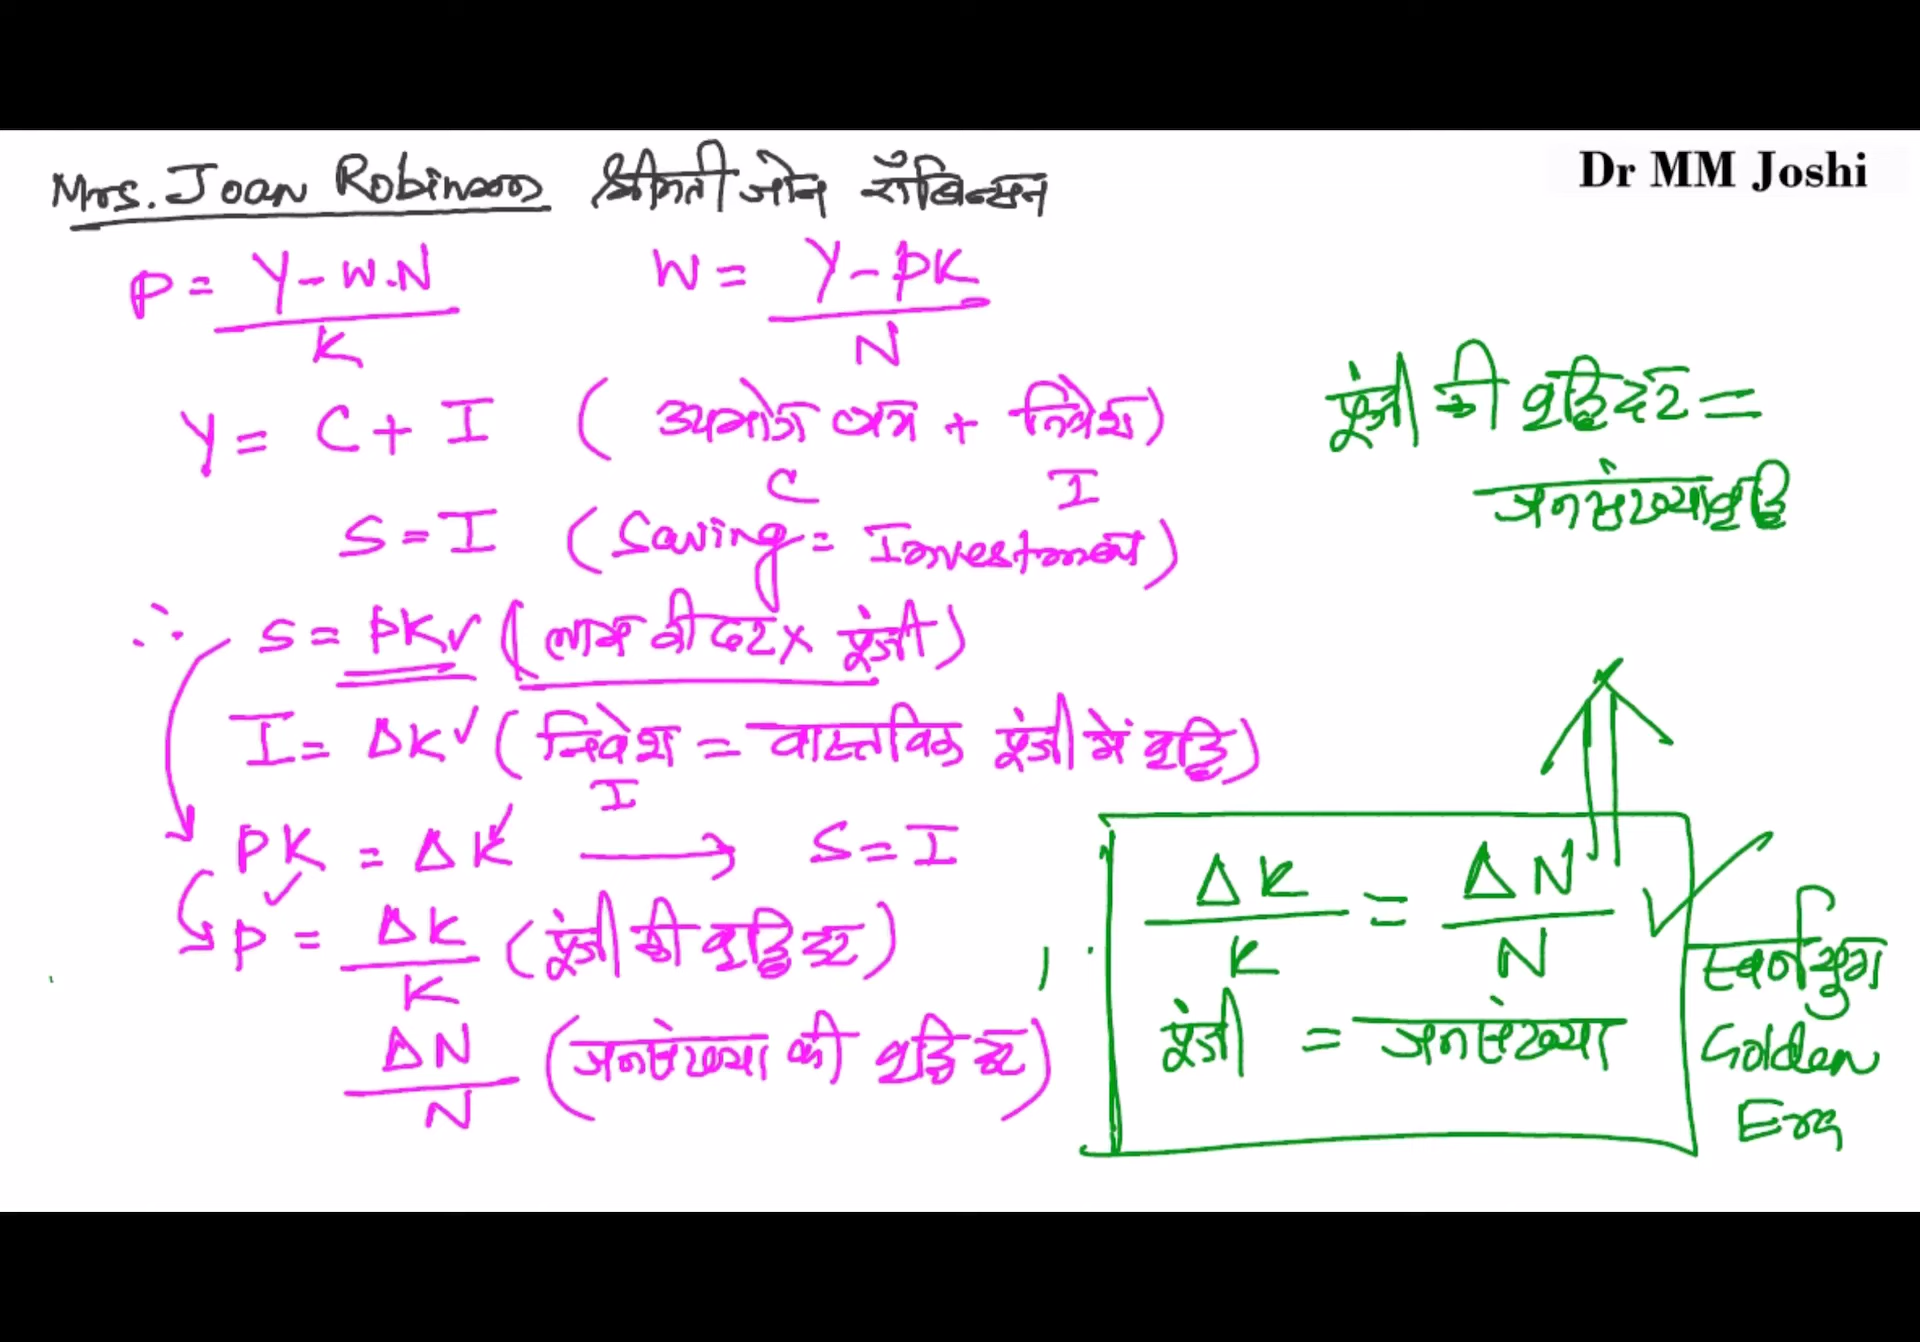 Mrs. Joan Robinson श्रीमती जोन रॉबिन्सन
Dr MM Joshi
P = Y - W.N / K
W = Y - PK / N
Y = C + I ( उपभोग व्यय + निवेश )
C I
S = I ( Saving = Investment )
∴ S = PK ✓ ( लाभ की दर × पूंजी )
I = ΔK ✓ ( निवेश = वास्तविक पूंजी में वृद्धि )
I
PK = ΔK → S = I
P = ΔK / K ( पूंजी की वृद्धि दर )
ΔN / N ( जनसंख्या की वृद्धि दर )
पूंजी की वृद्धि दर =
जनसंख्या वृद्धि
ΔK / K = ΔN / N ✓
पूंजी = जनसंख्या
स्वर्णयुग
Golden
Era